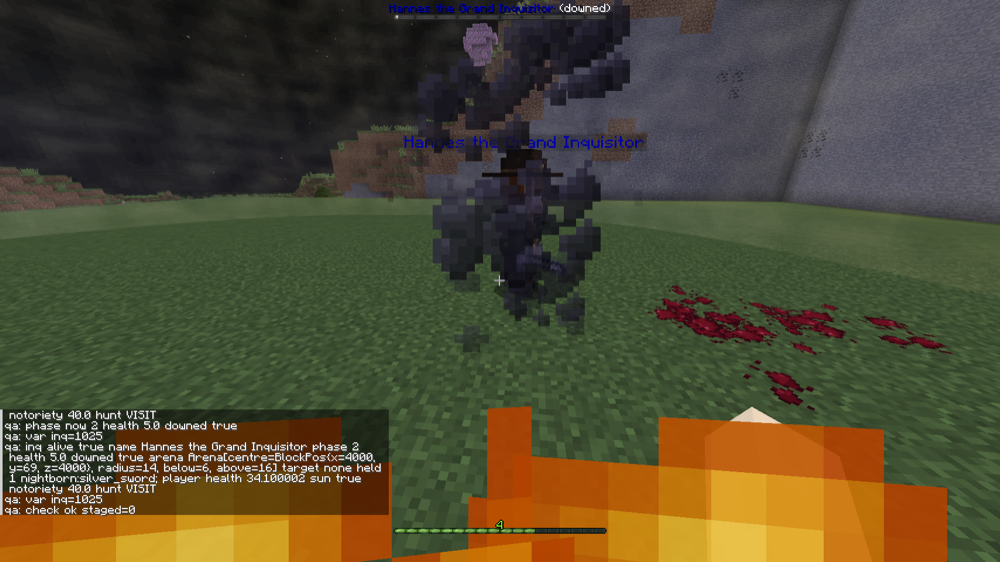 Hannes the Grand Inquisitor (downed)
Hannes the Grand Inquisitor
notoriety 40.0 hunt VISIT
qa: phase now 2 health 5.0 downed true
qa: var inq=1025
qa: inq alive true name Hannes the Grand Inquisitor phase 2
health 5.0 downed true arena Arena[centre=BlockPos{x=4000,
y=69, z=4000}, radius=14, below=6, above=16] target none held
1 nightborn:silver_sword; player health 34.100002 sun true
notoriety 40.0 hunt VISIT
qa: var inq=1025
qa: check ok staged=0
4